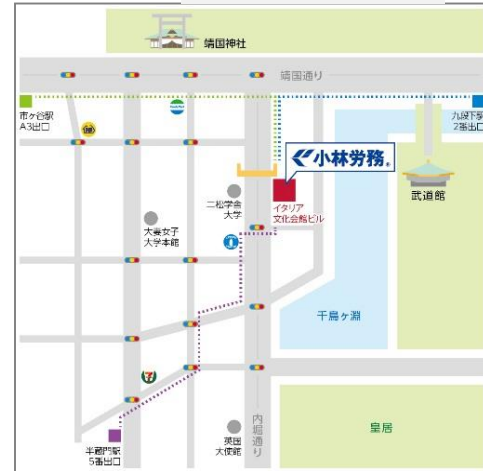 靖国神社
靖国通り
市ヶ谷駅
A3出口
九段下駅
2番出口
小林労務
武道館
二松学舎
大学
イタリア
文化会館ビル
大妻女子
大学本館
千鳥ヶ淵
内堀通り
半蔵門駅
5番出口
英国
大使館
皇居